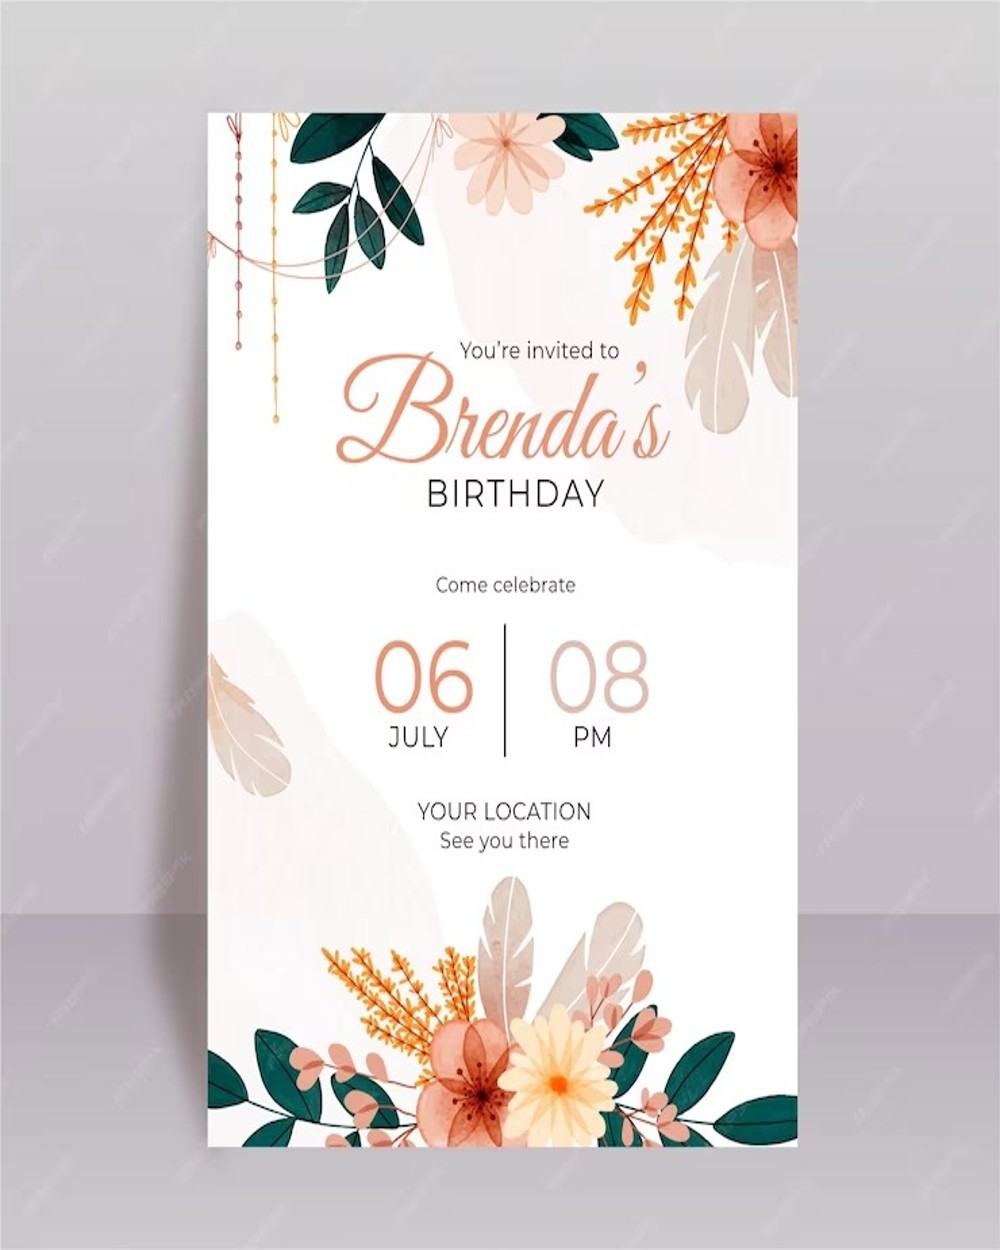 You're invited to
Brenda's
BIRTHDAY
Come celebrate
06
JULY
08
PM
YOUR LOCATION
See you there